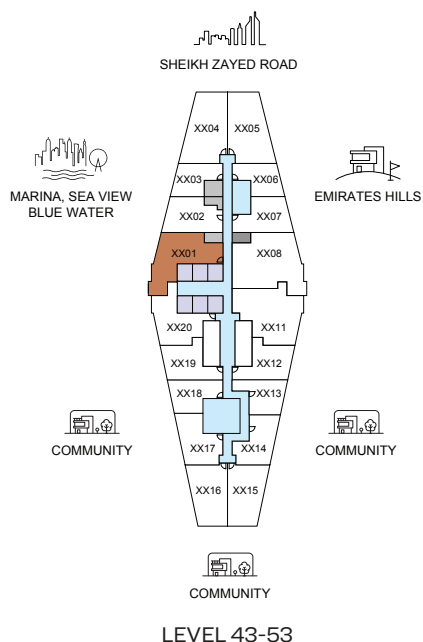 SHEIKH ZAYED ROAD
XX04
XX05
MARINA, SEA VIEW
BLUE WATER
XX03
XX06
EMIRATES HILLS
XX02
XX07
XX01
XX08
XX20
XX11
XX19
XX12
XX18
XX13
COMMUNITY
COMMUNITY
XX17
XX14
XX16
XX15
COMMUNITY
LEVEL 43-53